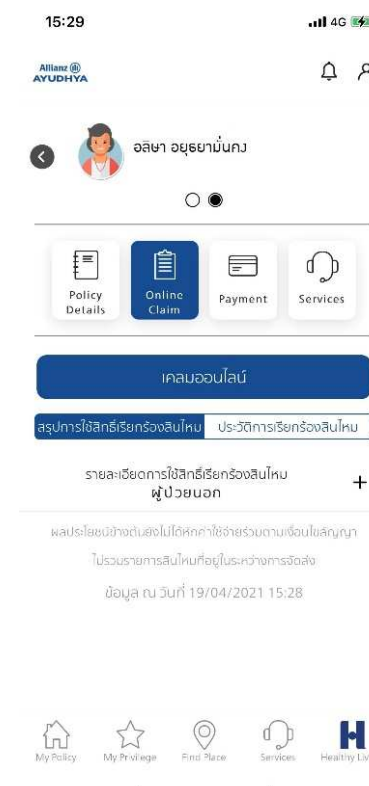 15:29
4G
Allianz
AYUDHYA
อลิษา อยุธยามั่นคง
Policy Details
Online Claim
Payment
Services
เคลมออนไลน์
สรุปการใช้สิทธิ์เรียกร้องสินไหม
ประวัติการเรียกร้องสินไหม
รายละเอียดการใช้สิทธิ์เรียกร้องสินไหม
ผู้ป่วยนอก
+
ผลประโยชน์ข้างต้นยังไม่ได้หักค่าใช้จ่ายร่วมตามเงื่อนไขสัญญา
ไม่รวมรายการสินไหมที่อยู่ในระหว่างการจัดส่ง
ข้อมูล ณ วันที่ 19/04/2021 15:28
My Policy
My Privilege
Find Place
Services
Healthy Liv